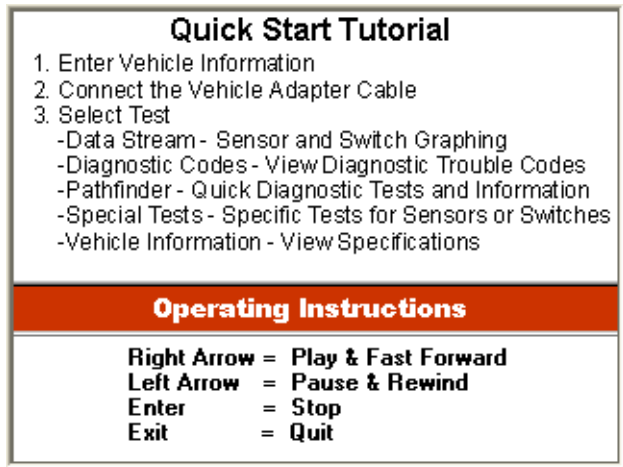 Quick Start Tutorial
1. Enter Vehicle Information
2. Connect the Vehicle Adapter Cable
3. Select Test
-Data Stream - Sensor and Switch Graphing
-Diagnostic Codes - View Diagnostic Trouble Codes
-Pathfinder - Quick Diagnostic Tests and Information
-Special Tests - Specific Tests for Sensors or Switches
-Vehicle Information - View Specifications
Operating Instructions
Right Arrow = Play & Fast Forward
Left Arrow = Pause & Rewind
Enter = Stop
Exit = Quit